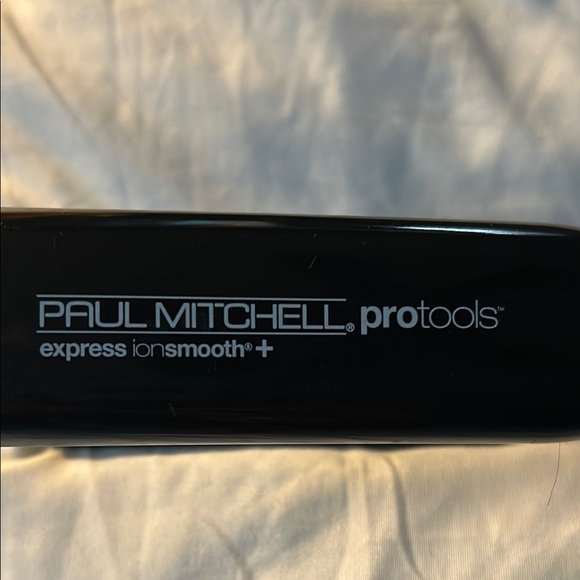 PAUL MITCHELL® protools™
express ionsmooth®+